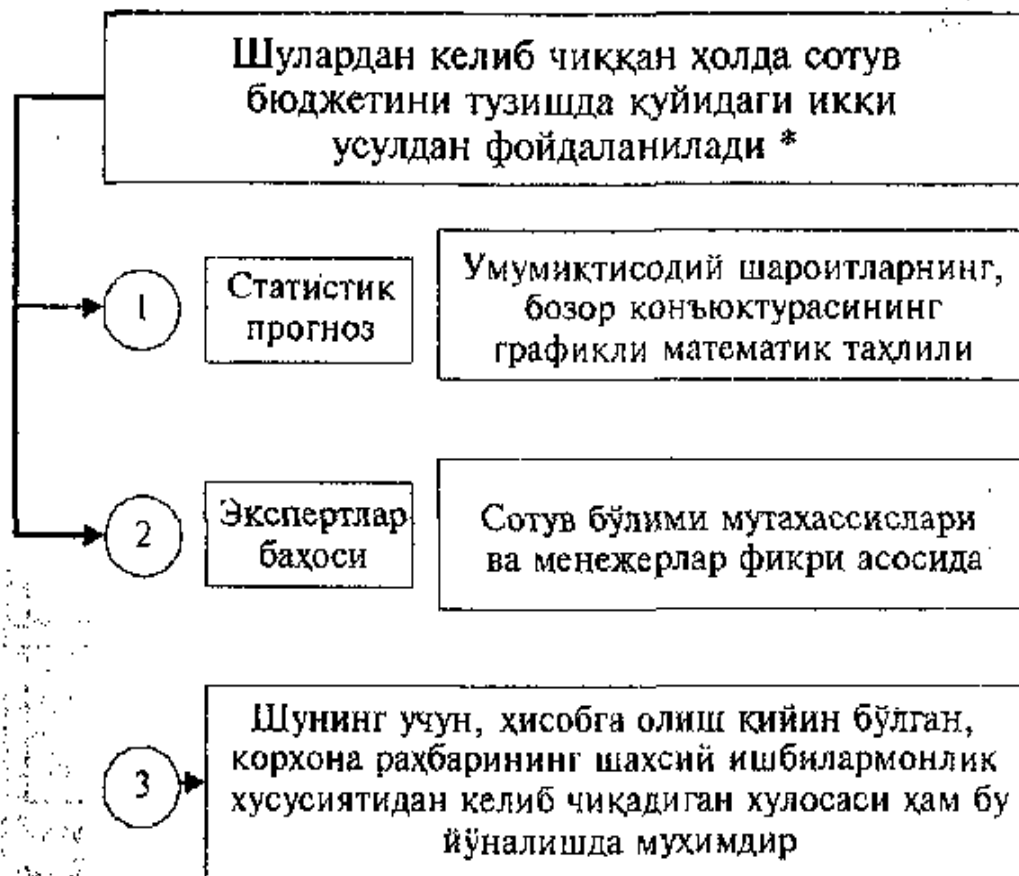 Шулардан келиб чиққан ҳолда сотув
бюджетини тузишда қуйидаги икки
усулдан фойдаланилади *
1
Статистик
прогноз
Умумиқтисодий шароитларнинг,
бозор конъюктурасининг
графикли математик таҳлили
2
Экспертлар
баҳоси
Сотув бўлими мутахассислари
ва менежерлар фикри асосида
3
Шунинг учун, ҳисобга олиш қийин бўлган,
корхона раҳбарининг шахсий ишбилармонлик
хусусиятидан келиб чиқадиган хулосаси ҳам бу
йўналишда муҳимдир